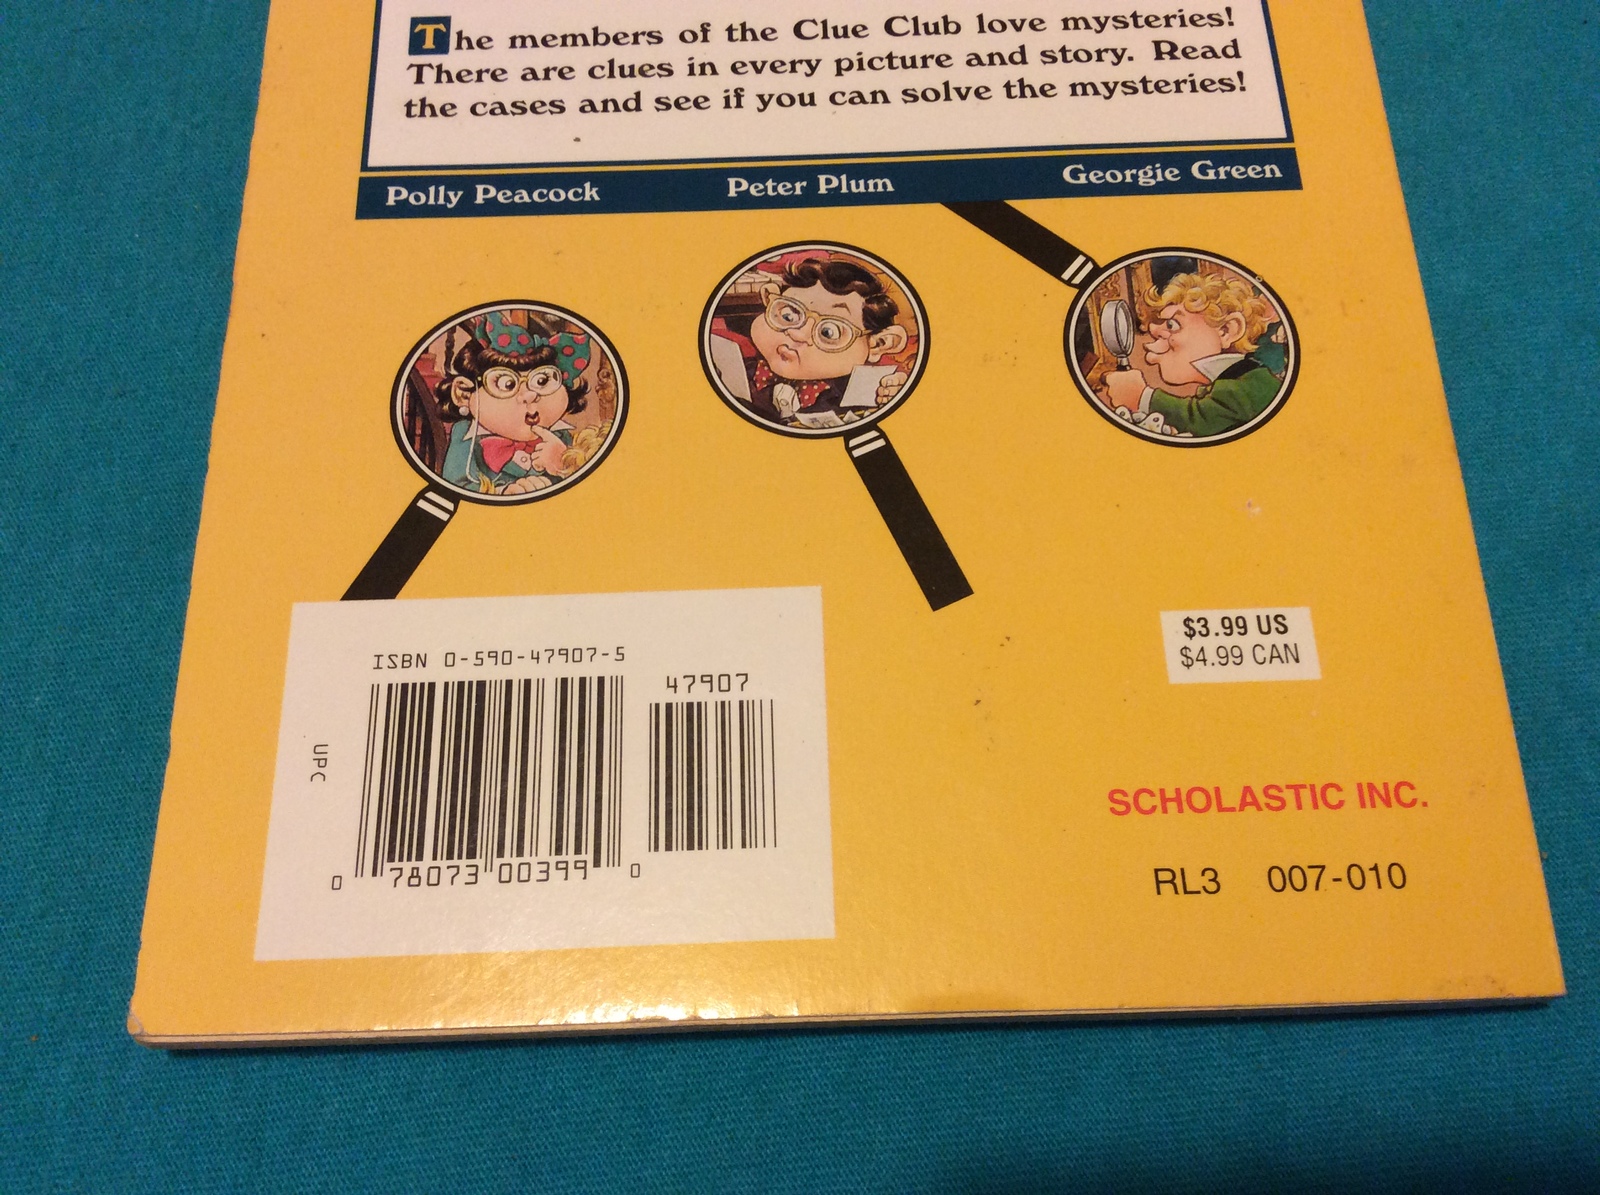 The members of the Clue Club love mysteries!
There are clues in every picture and story. Read
the cases and see if you can solve the mysteries!
Polly Peacock Peter Plum Georgie Green
ISBN 0-590-47907-5
47907
UPC
0 78073 00399 0
$3.99 US
$4.99 CAN
SCHOLASTIC INC.
RL3 007-010